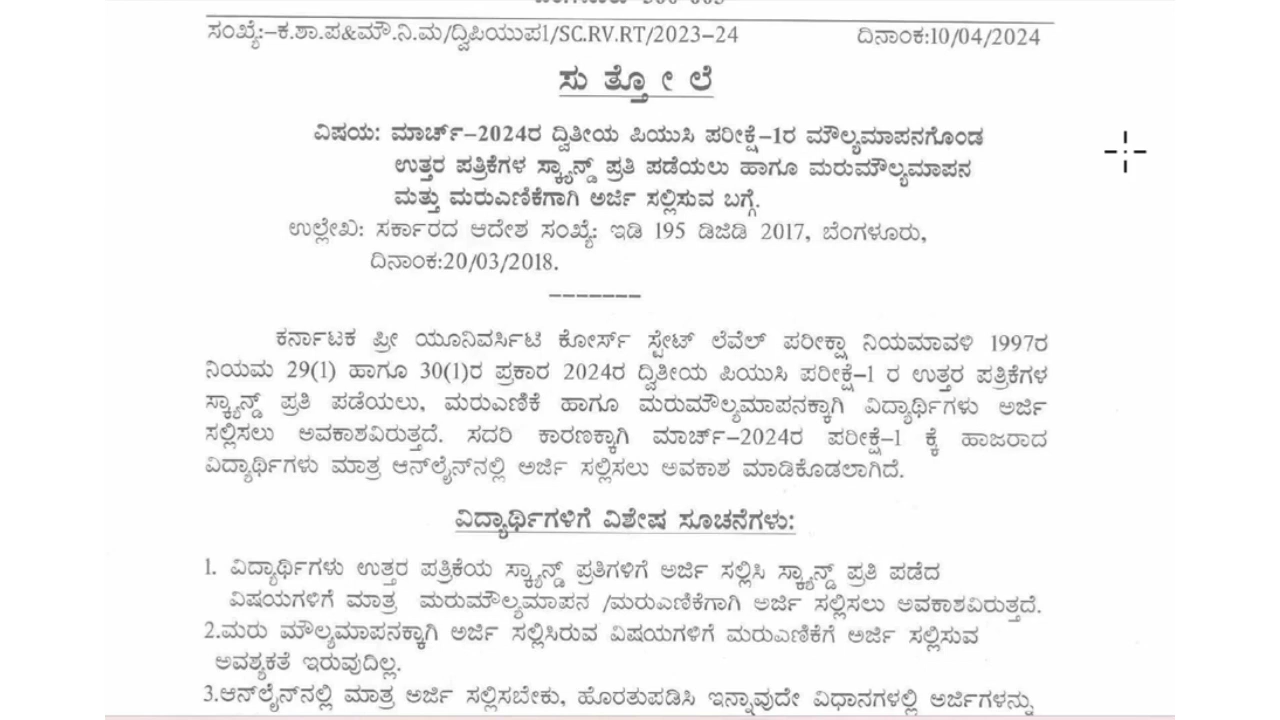 ಸಂಖ್ಯೆ:-ಕ.ಶಾ.ಪ&ಮೌ.ನಿ.ಮ/ದ್ವಿಪಿಯುಪ1/SC.RV.RT/2023-24 ದಿನಾಂಕ:10/04/2024
ಸು ತ್ತೋ ಲೆ
ವಿಷಯ: ಮಾರ್ಚ್-2024ರ ದ್ವಿತೀಯ ಪಿಯುಸಿ ಪರೀಕ್ಷೆ-1ರ ಮೌಲ್ಯಮಾಪನಗೊಂಡ
ಉತ್ತರ ಪತ್ರಿಕೆಗಳ ಸ್ಕ್ಯಾನ್ಡ್ ಪ್ರತಿ ಪಡೆಯಲು ಹಾಗೂ ಮರುಮೌಲ್ಯಮಾಪನ
ಮತ್ತು ಮರುಎಣಿಕೆಗಾಗಿ ಅರ್ಜಿ ಸಲ್ಲಿಸುವ ಬಗ್ಗೆ.
ಉಲ್ಲೇಖ: ಸರ್ಕಾರದ ಆದೇಶ ಸಂಖ್ಯೆ: ಇಡಿ 195 ಡಿಜಿಡಿ 2017, ಬೆಂಗಳೂರು,
ದಿನಾಂಕ:20/03/2018.
-------
ಕರ್ನಾಟಕ ಪ್ರೀ ಯೂನಿವರ್ಸಿಟಿ ಕೋರ್ಸ್ ಸ್ಟೇಟ್ ಲೆವೆಲ್ ಪರೀಕ್ಷಾ ನಿಯಮಾವಳಿ 1997ರ
ನಿಯಮ 29(1) ಹಾಗೂ 30(1)ರ ಪ್ರಕಾರ 2024ರ ದ್ವಿತೀಯ ಪಿಯುಸಿ ಪರೀಕ್ಷೆ-1 ರ ಉತ್ತರ ಪತ್ರಿಕೆಗಳ
ಸ್ಕ್ಯಾನ್ಡ್ ಪ್ರತಿ ಪಡೆಯಲು, ಮರುಎಣಿಕೆ ಹಾಗೂ ಮರುಮೌಲ್ಯಮಾಪನಕ್ಕಾಗಿ ವಿದ್ಯಾರ್ಥಿಗಳು ಅರ್ಜಿ
ಸಲ್ಲಿಸಲು ಅವಕಾಶವಿರುತ್ತದೆ. ಸದರಿ ಕಾರಣಕ್ಕಾಗಿ ಮಾರ್ಚ್-2024ರ ಪರೀಕ್ಷೆ-1 ಕ್ಕೆ ಹಾಜರಾದ
ವಿದ್ಯಾರ್ಥಿಗಳು ಮಾತ್ರ ಆನ್‌ಲೈನ್‌ನಲ್ಲಿ ಅರ್ಜಿ ಸಲ್ಲಿಸಲು ಅವಕಾಶ ಮಾಡಿಕೊಡಲಾಗಿದೆ.
ವಿದ್ಯಾರ್ಥಿಗಳಿಗೆ ವಿಶೇಷ ಸೂಚನೆಗಳು:
1. ವಿದ್ಯಾರ್ಥಿಗಳು ಉತ್ತರ ಪತ್ರಿಕೆಯ ಸ್ಕ್ಯಾನ್ಡ್ ಪ್ರತಿಗಳಿಗೆ ಅರ್ಜಿ ಸಲ್ಲಿಸಿ ಸ್ಕ್ಯಾನ್ಡ್ ಪ್ರತಿ ಪಡೆದ
ವಿಷಯಗಳಿಗೆ ಮಾತ್ರ ಮರುಮೌಲ್ಯಮಾಪನ /ಮರುಎಣಿಕೆಗಾಗಿ ಅರ್ಜಿ ಸಲ್ಲಿಸಲು ಅವಕಾಶವಿರುತ್ತದೆ.
2.ಮರು ಮೌಲ್ಯಮಾಪನಕ್ಕಾಗಿ ಅರ್ಜಿ ಸಲ್ಲಿಸಿರುವ ವಿಷಯಗಳಿಗೆ ಮರುಎಣಿಕೆಗೆ ಅರ್ಜಿ ಸಲ್ಲಿಸುವ
ಅವಶ್ಯಕತೆ ಇರುವುದಿಲ್ಲ.
3.ಆನ್‌ಲೈನ್‌ನಲ್ಲಿ ಮಾತ್ರ ಅರ್ಜಿ ಸಲ್ಲಿಸಬೇಕು, ಹೊರತುಪಡಿಸಿ ಇನ್ನಾವುದೇ ವಿಧಾನಗಳಲ್ಲಿ ಅರ್ಜಿಗಳನ್ನು